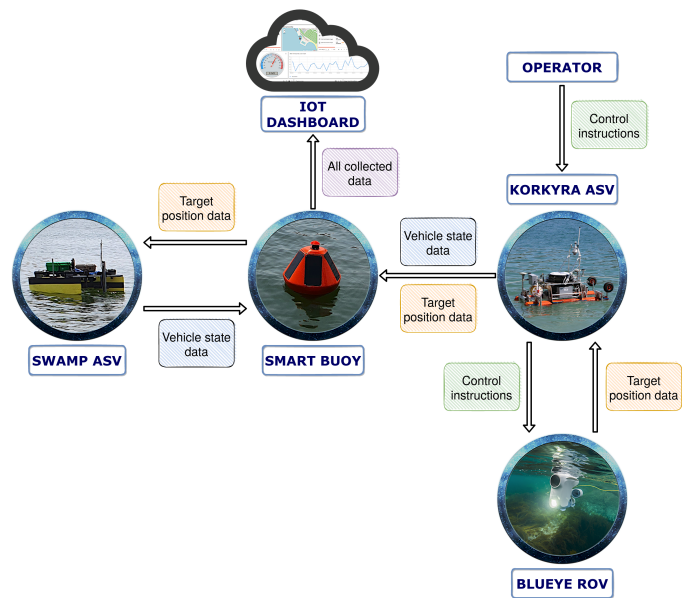 IOT
DASHBOARD
OPERATOR
Control
instructions
All collected
data
KORKYRA ASV
Target
position data
Vehicle state
data
Target
position data
Vehicle state
data
SWAMP ASV
SMART BUOY
Control
instructions
Target
position data
BLUEYE ROV